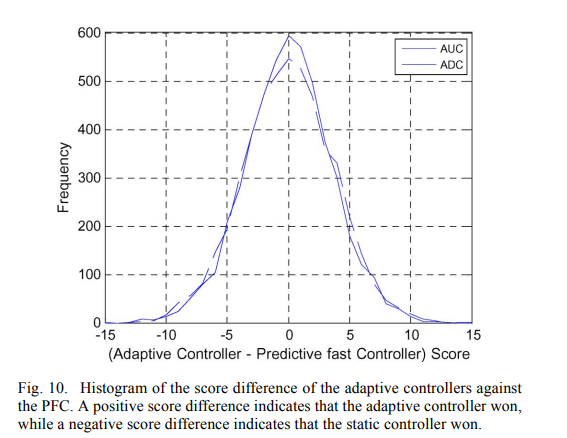 600
500
400
300
200
100
0
Frequency
AUC
ADC
-15 -10 -5 0 5 10 15
(Adaptive Controller - Predictive fast Controller) Score
Fig. 10. Histogram of the score difference of the adaptive controllers against
the PFC. A positive score difference indicates that the adaptive controller won,
while a negative score difference indicates that the static controller won.